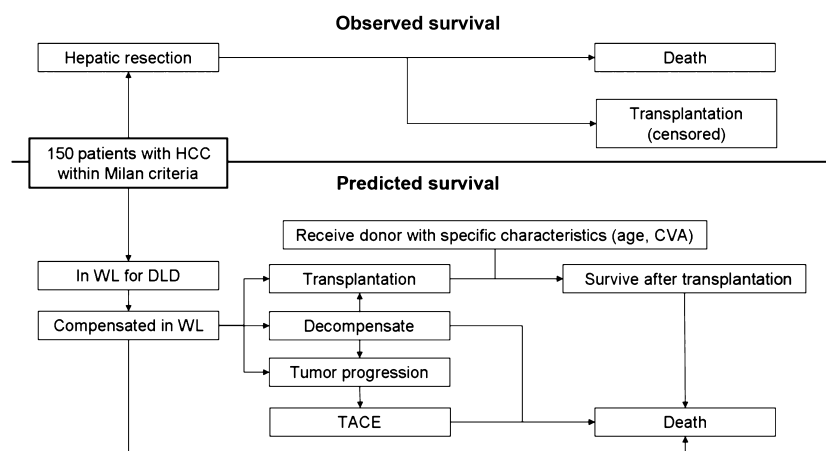 Observed survival
Hepatic resection
Death
Transplantation
(censored)
150 patients with HCC
within Milan criteria
Predicted survival
Receive donor with specific characteristics (age, CVA)
In WL for DLD
Transplantation
Survive after transplantation
Compensated in WL
Decompensate
Tumor progression
TACE
Death